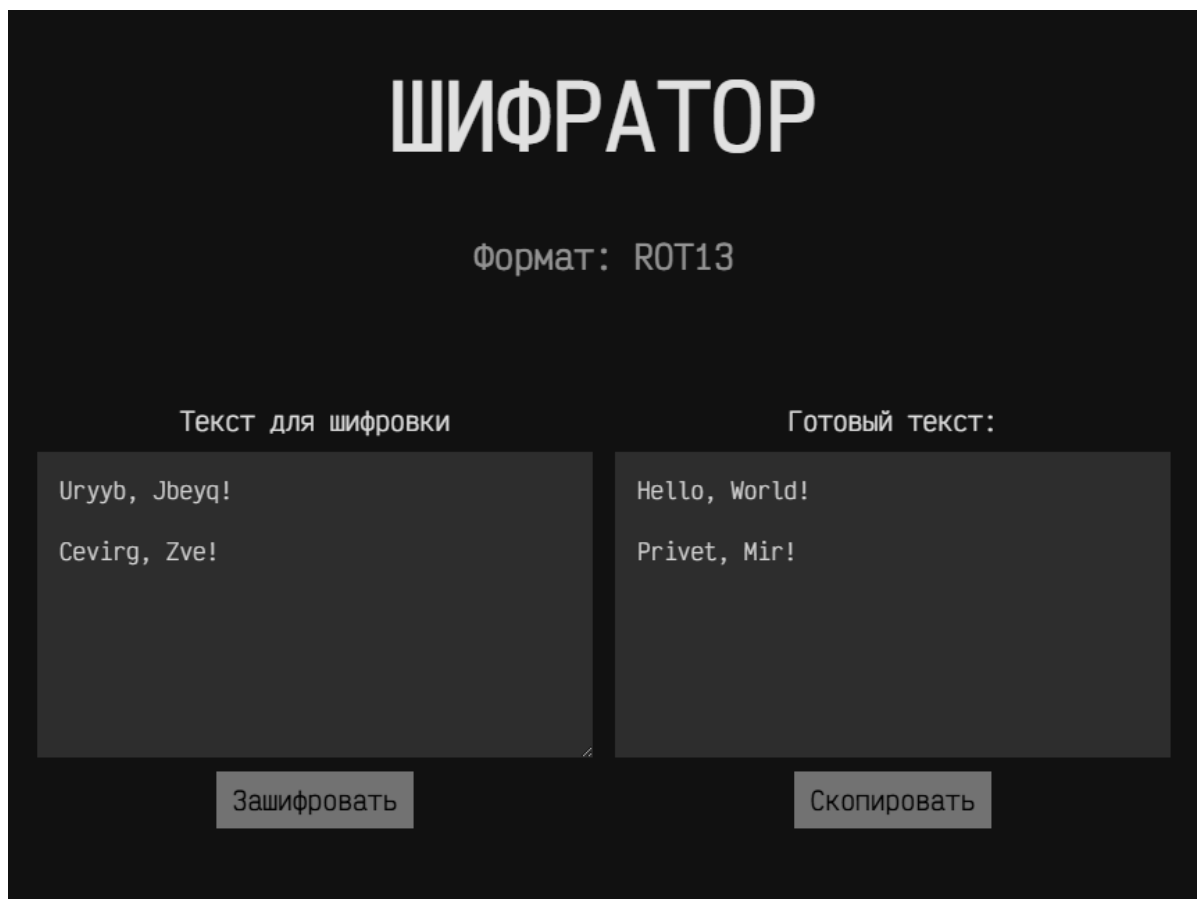 ШИФРАТОР
Формат: ROT13
Текст для шифровки
Uryyb, Jbeyq!
Cevirg, Zve!
Зашифровать
Готовый текст:
Hello, World!
Privet, Mir!
Скопировать